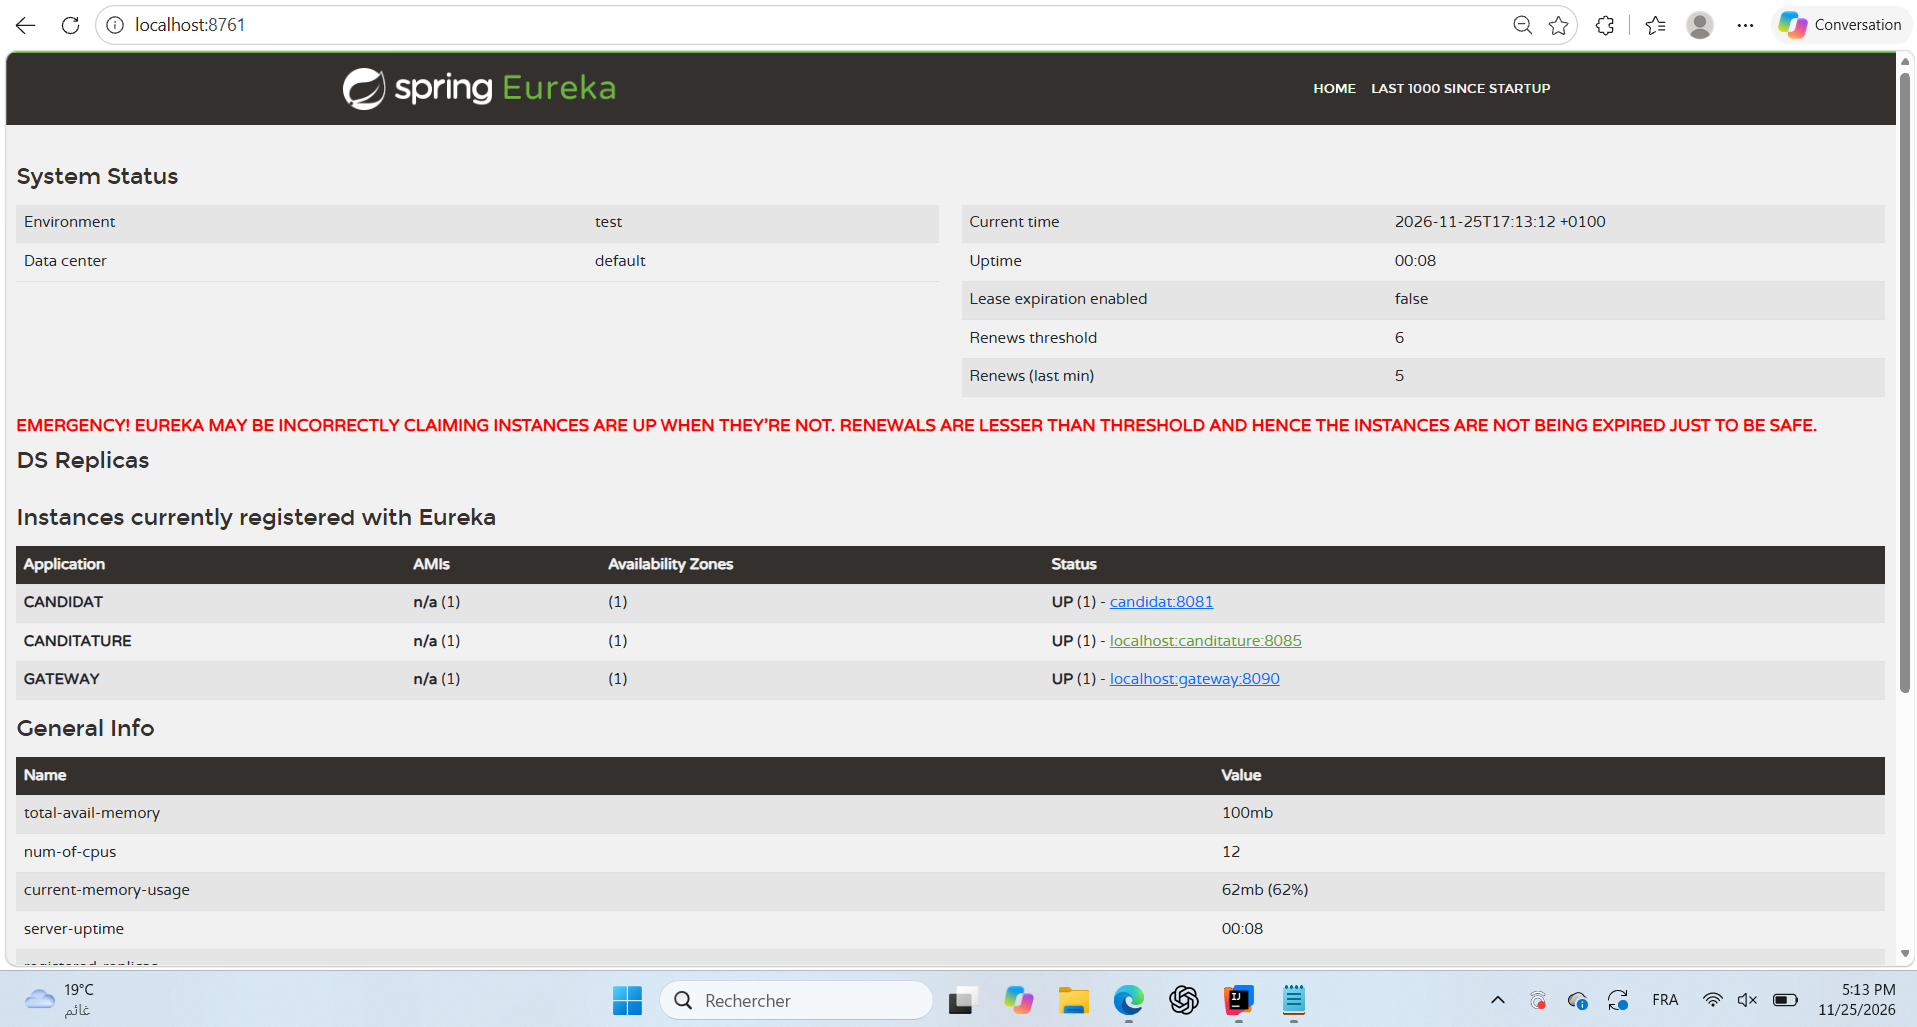 localhost:8761
Conversation
spring Eureka
HOME LAST 1000 SINCE STARTUP
System Status
Environment test
Data center default
Current time 2026-11-25T17:13:12 +0100
Uptime 00:08
Lease expiration enabled false
Renews threshold 6
Renews (last min) 5
EMERGENCY! EUREKA MAY BE INCORRECTLY CLAIMING INSTANCES ARE UP WHEN THEY'RE NOT. RENEWALS ARE LESSER THAN THRESHOLD AND HENCE THE INSTANCES ARE NOT BEING EXPIRED JUST TO BE SAFE.
DS Replicas
Instances currently registered with Eureka
Application AMIs Availability Zones Status
CANDIDAT n/a (1) (1) UP (1) - candidat:8081
CANDITATURE n/a (1) (1) UP (1) - localhost:canditature:8085
GATEWAY n/a (1) (1) UP (1) - localhost:gateway:8090
General Info
Name Value
total-avail-memory 100mb
num-of-cpus 12
current-memory-usage 62mb (62%)
server-uptime 00:08
19°C
غائم
Rechercher
FRA
5:13 PM
11/25/2026